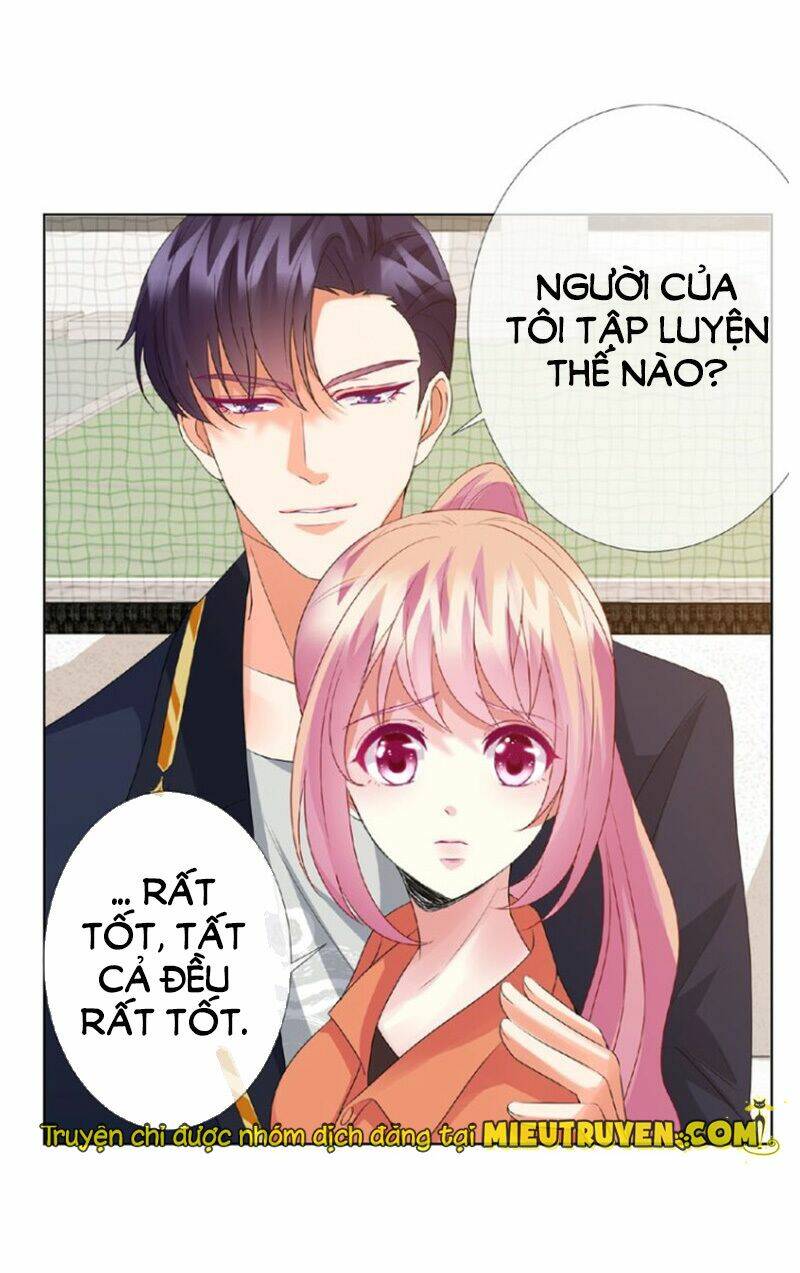 NGƯỜI CỦA
TÔI TẬP LUYỆN
THẾ NÀO?
... RẤT
TỐT, TẤT
CẢ ĐỀU
RẤT TỐT.
Truyện chỉ được nhóm dịch đăng tại MIEUTRUYEN.COM